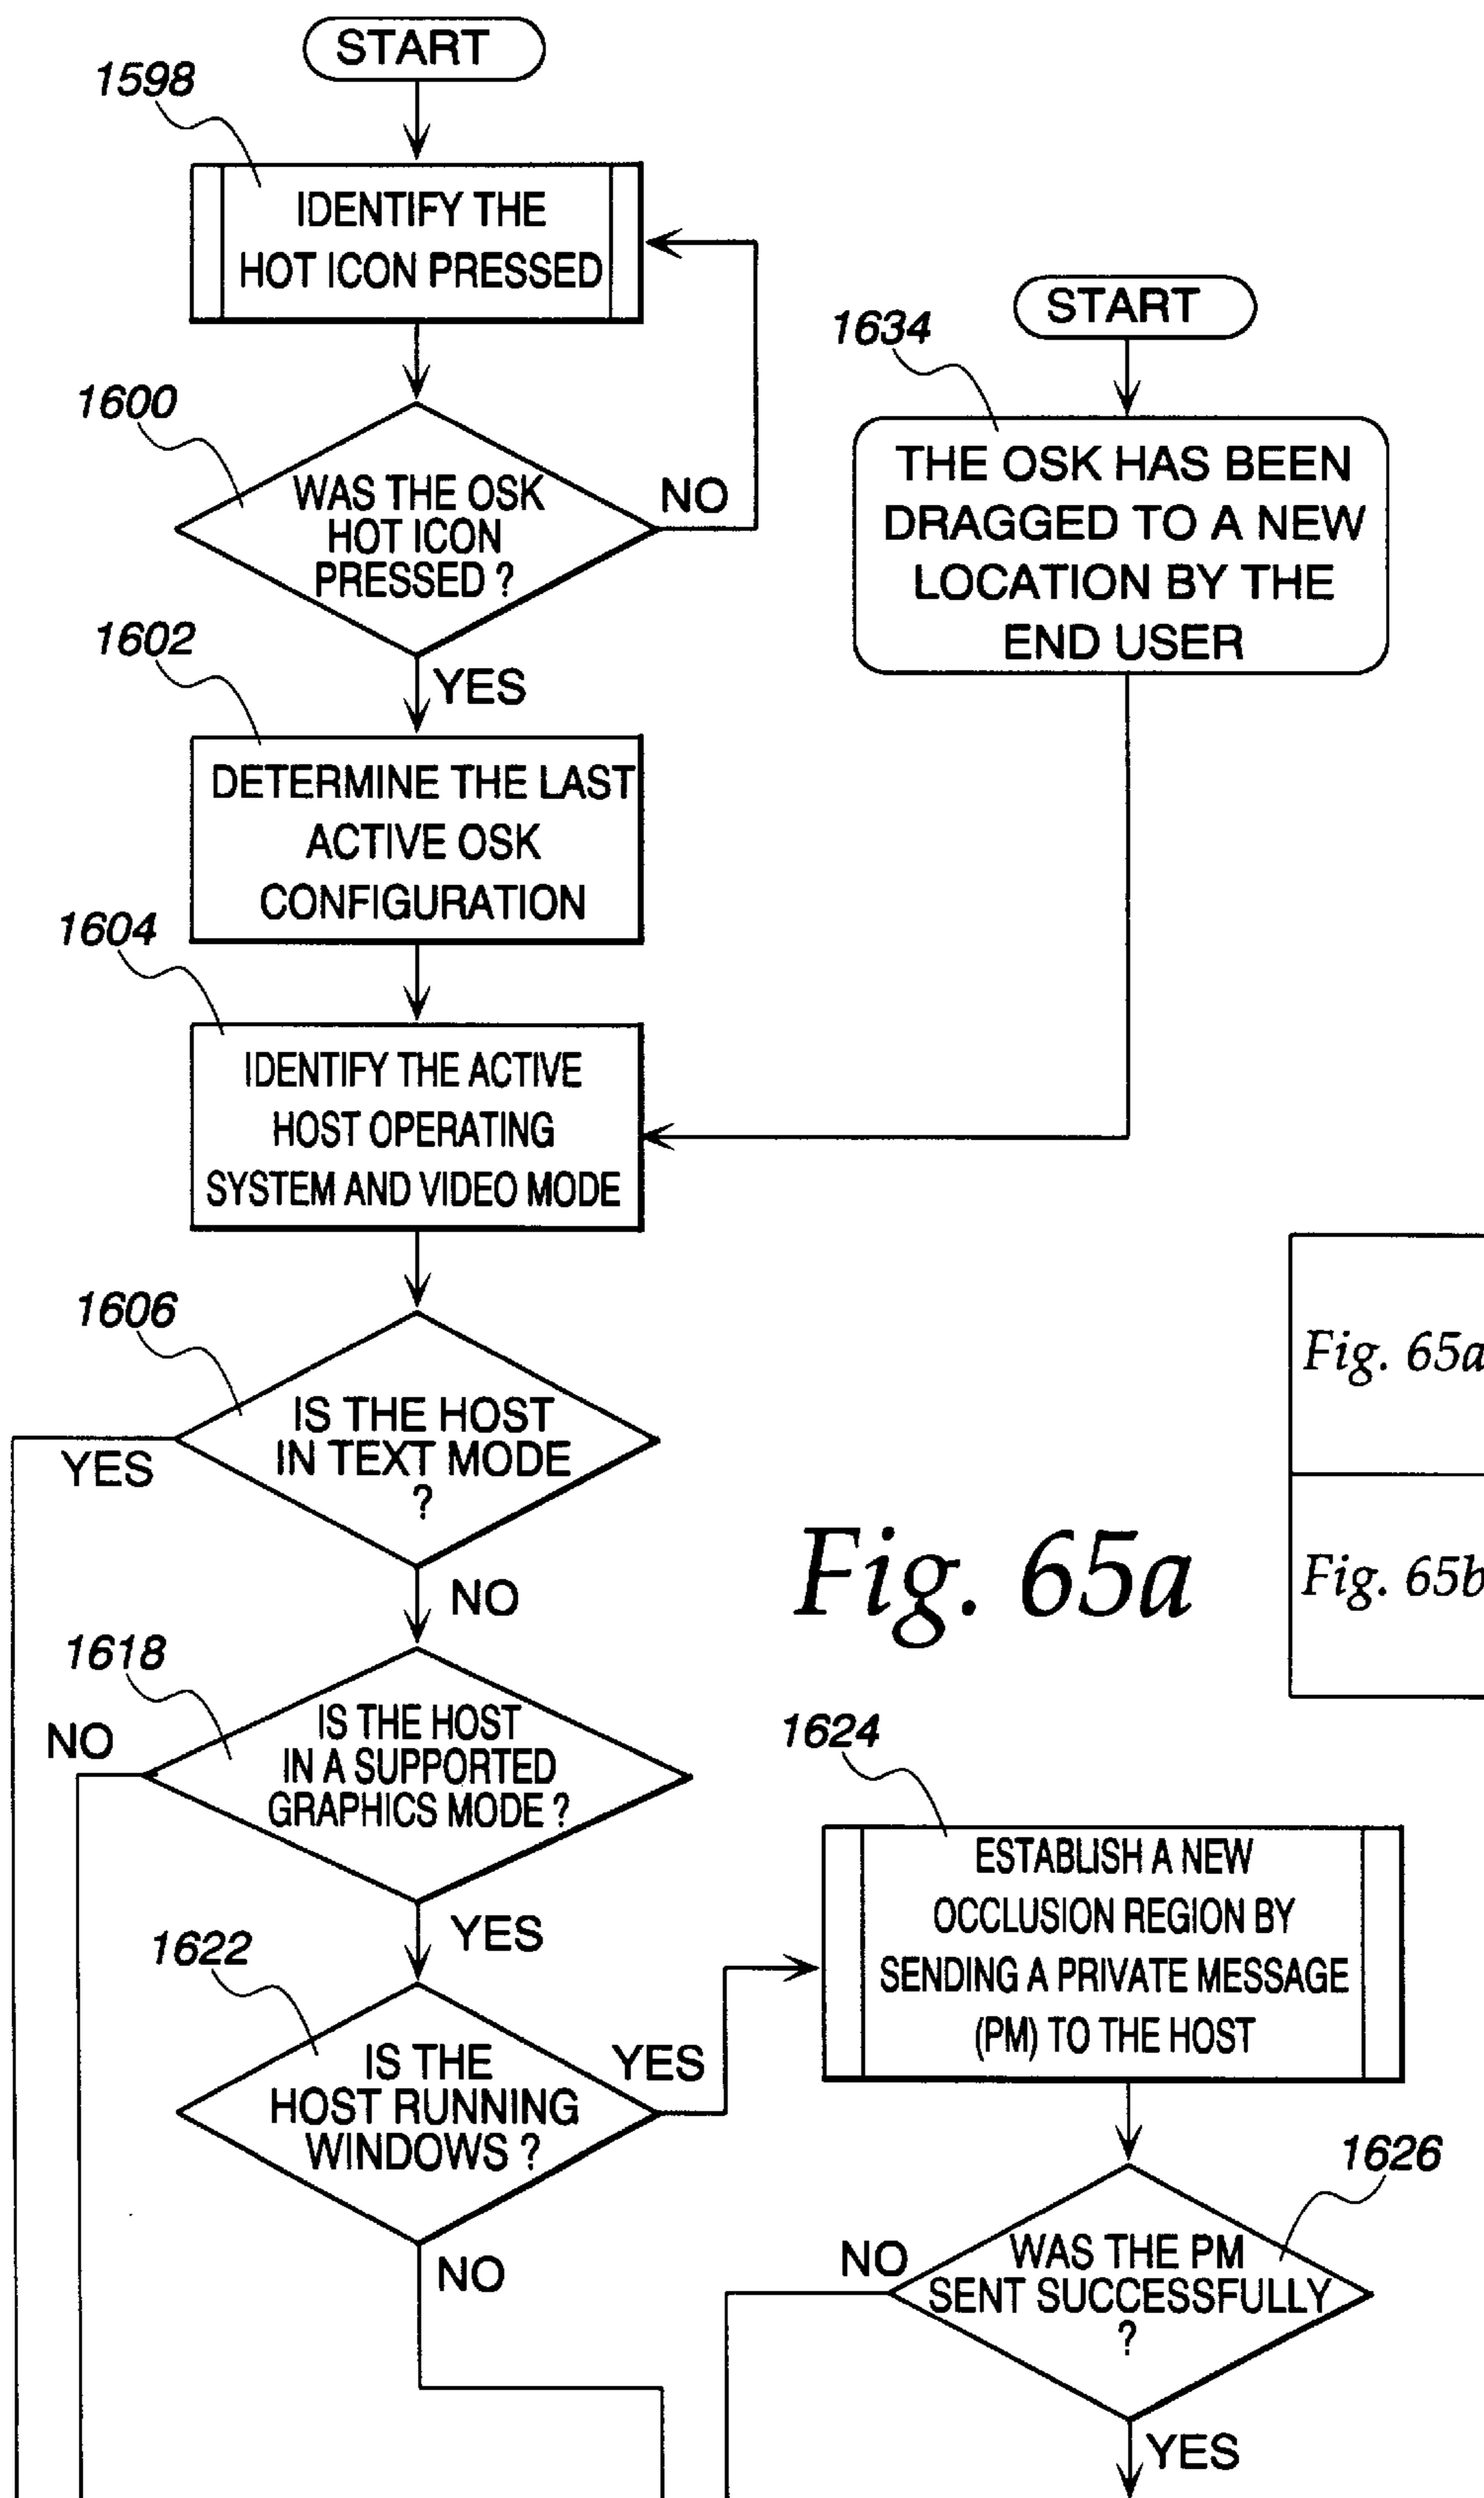 START
1598
IDENTIFY THE
HOT ICON PRESSED
1600
WAS THE OSK
HOT ICON
PRESSED ?
NO
YES
1602
DETERMINE THE LAST
ACTIVE OSK
CONFIGURATION
1604
IDENTIFY THE ACTIVE
HOST OPERATING
SYSTEM AND VIDEO MODE
START
1634
THE OSK HAS BEEN
DRAGGED TO A NEW
LOCATION BY THE
END USER
1606
IS THE HOST
IN TEXT MODE
?
YES
NO
Fig. 65a
Fig. 65a
Fig. 65b
1618
IS THE HOST
IN A SUPPORTED
GRAPHICS MODE ?
NO
YES
1622
IS THE
HOST RUNNING
WINDOWS ?
YES
NO
1624
ESTABLISH A NEW
OCCLUSION REGION BY
SENDING A PRIVATE MESSAGE
(PM) TO THE HOST
1626
WAS THE PM
SENT SUCCESSFULLY
?
NO
YES